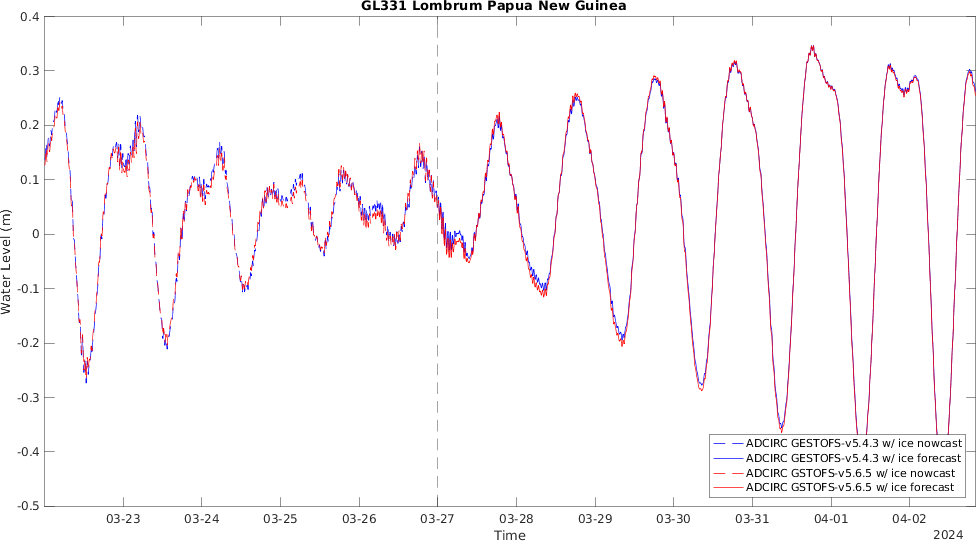 GL331 Lombrum Papua New Guinea
0.4
0.3
0.2
0.1
0
-0.1
-0.2
-0.3
-0.4
-0.5
Water Level (m)
ADCIRC GESTOFS-v5.4.3 w/ ice nowcast
ADCIRC GESTOFS-v5.4.3 w/ ice forecast
ADCIRC GSTOFS-v5.6.5 w/ ice nowcast
ADCIRC GSTOFS-v5.6.5 w/ ice forecast
03-23 03-24 03-25 03-26 03-27 03-28 03-29 03-30 03-31 04-01 04-02
Time
2024